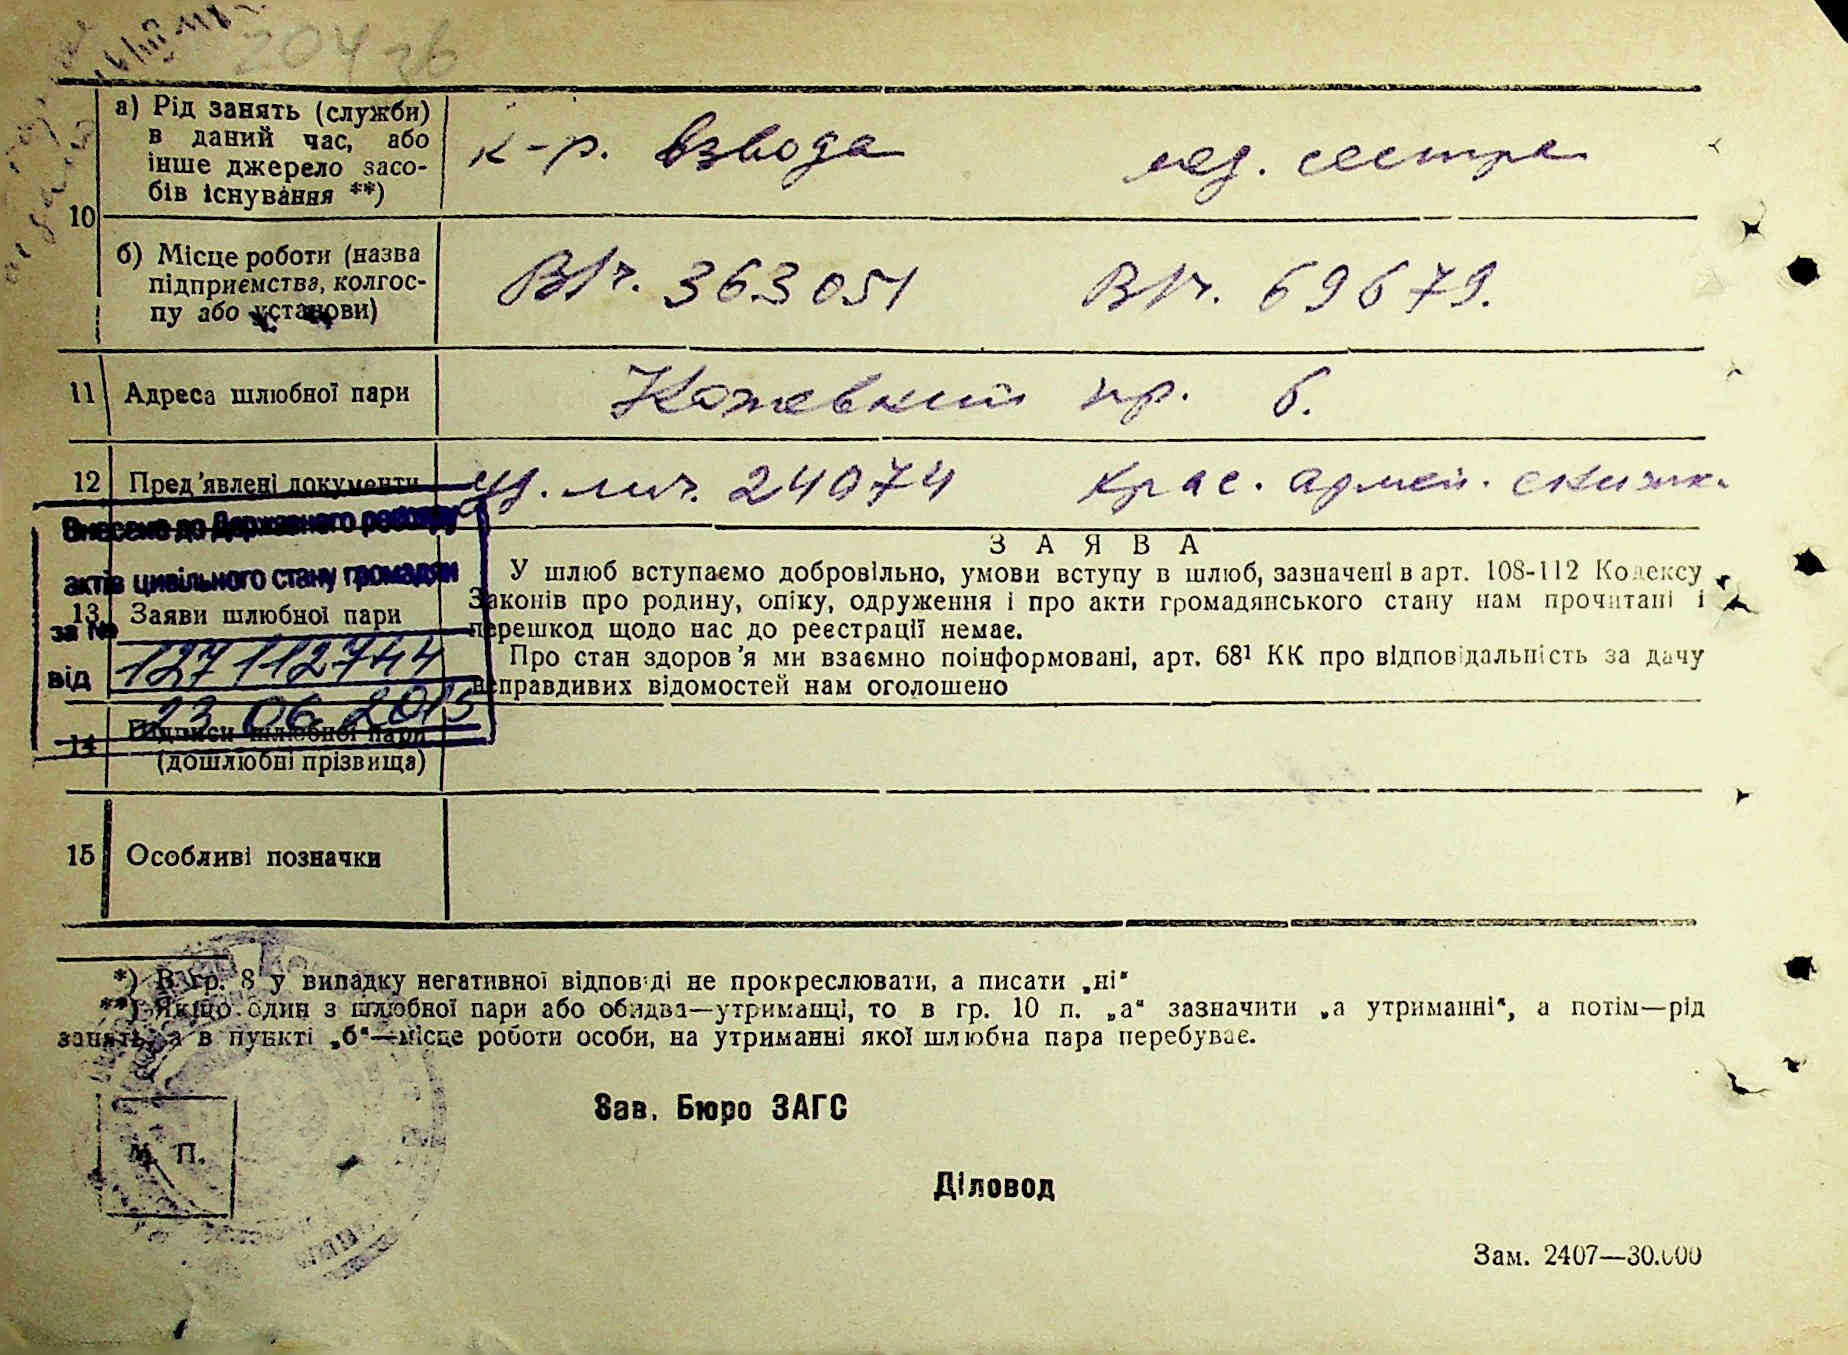 204 зб
10
а) Рід занять (служби)
в даний час, або
інше джерело засо-
бів існування **)
к-р. взвода мед. сестра
б) Місце роботи (назва
підприємства, колгос-
пу або установи)
В/ч. 363051 В/ч. 69679.
11 Адреса шлюбної пари
пр. 6.
12 Пред'явлені документи
уд. лич. 24074 Крас. армей. книжк.
Внесено до Державного реєстру
актів цивільного стану громадян
за №
127112744
від
23 06. 2015
13 Заяви шлюбної пари
ЗАЯВА
У шлюб вступаємо добровільно, умови вступу в шлюб, зазначені в арт. 108-112 Кодексу
Законів про родину, опіку, одруження і про акти громадянського стану нам прочитані і
перешкод щодо нас до реєстрації немає.
Про стан здоров'я ми взаємно поінформовані, арт. 68¹ КК про відповідальність за дачу
неправдивих відомостей нам оголошено
14 Підписи шлюбної пари
(дошлюбні прізвища)
15 Особливі позначки
*) В гр. 8 у випадку негативної відповіді не прокреслювати, а писати „ні“
**) Якщо один з шлюбної пари або обидва—утриманці, то в гр. 10 п. „а“ зазначити „а утриманні“, а потім—рід
занять, а в пункті „б“—місце роботи особи, на утриманні якої шлюбна пара перебуває.
Зав. Бюро ЗАГС
М. П.
Діловод
Зам. 2407—30.000